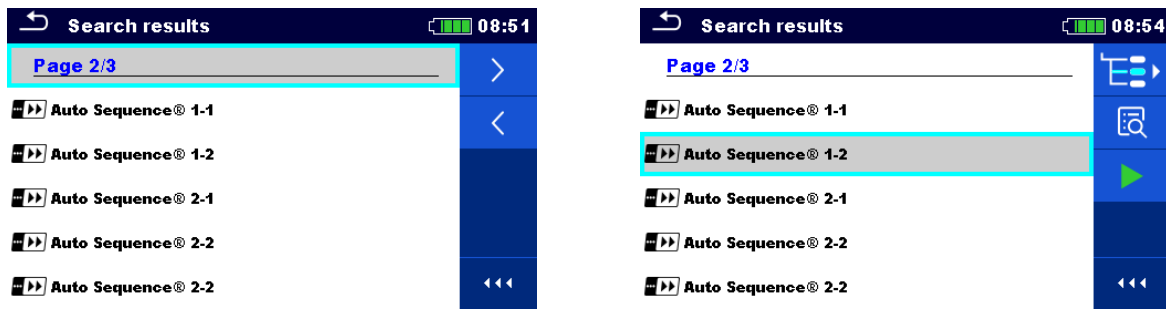 Search results 08:51
Page 2/3
Auto Sequence® 1-1
Auto Sequence® 1-2
Auto Sequence® 2-1
Auto Sequence® 2-2
Auto Sequence® 2-2
Search results 08:54
Page 2/3
Auto Sequence® 1-1
Auto Sequence® 1-2
Auto Sequence® 2-1
Auto Sequence® 2-2
Auto Sequence® 2-2